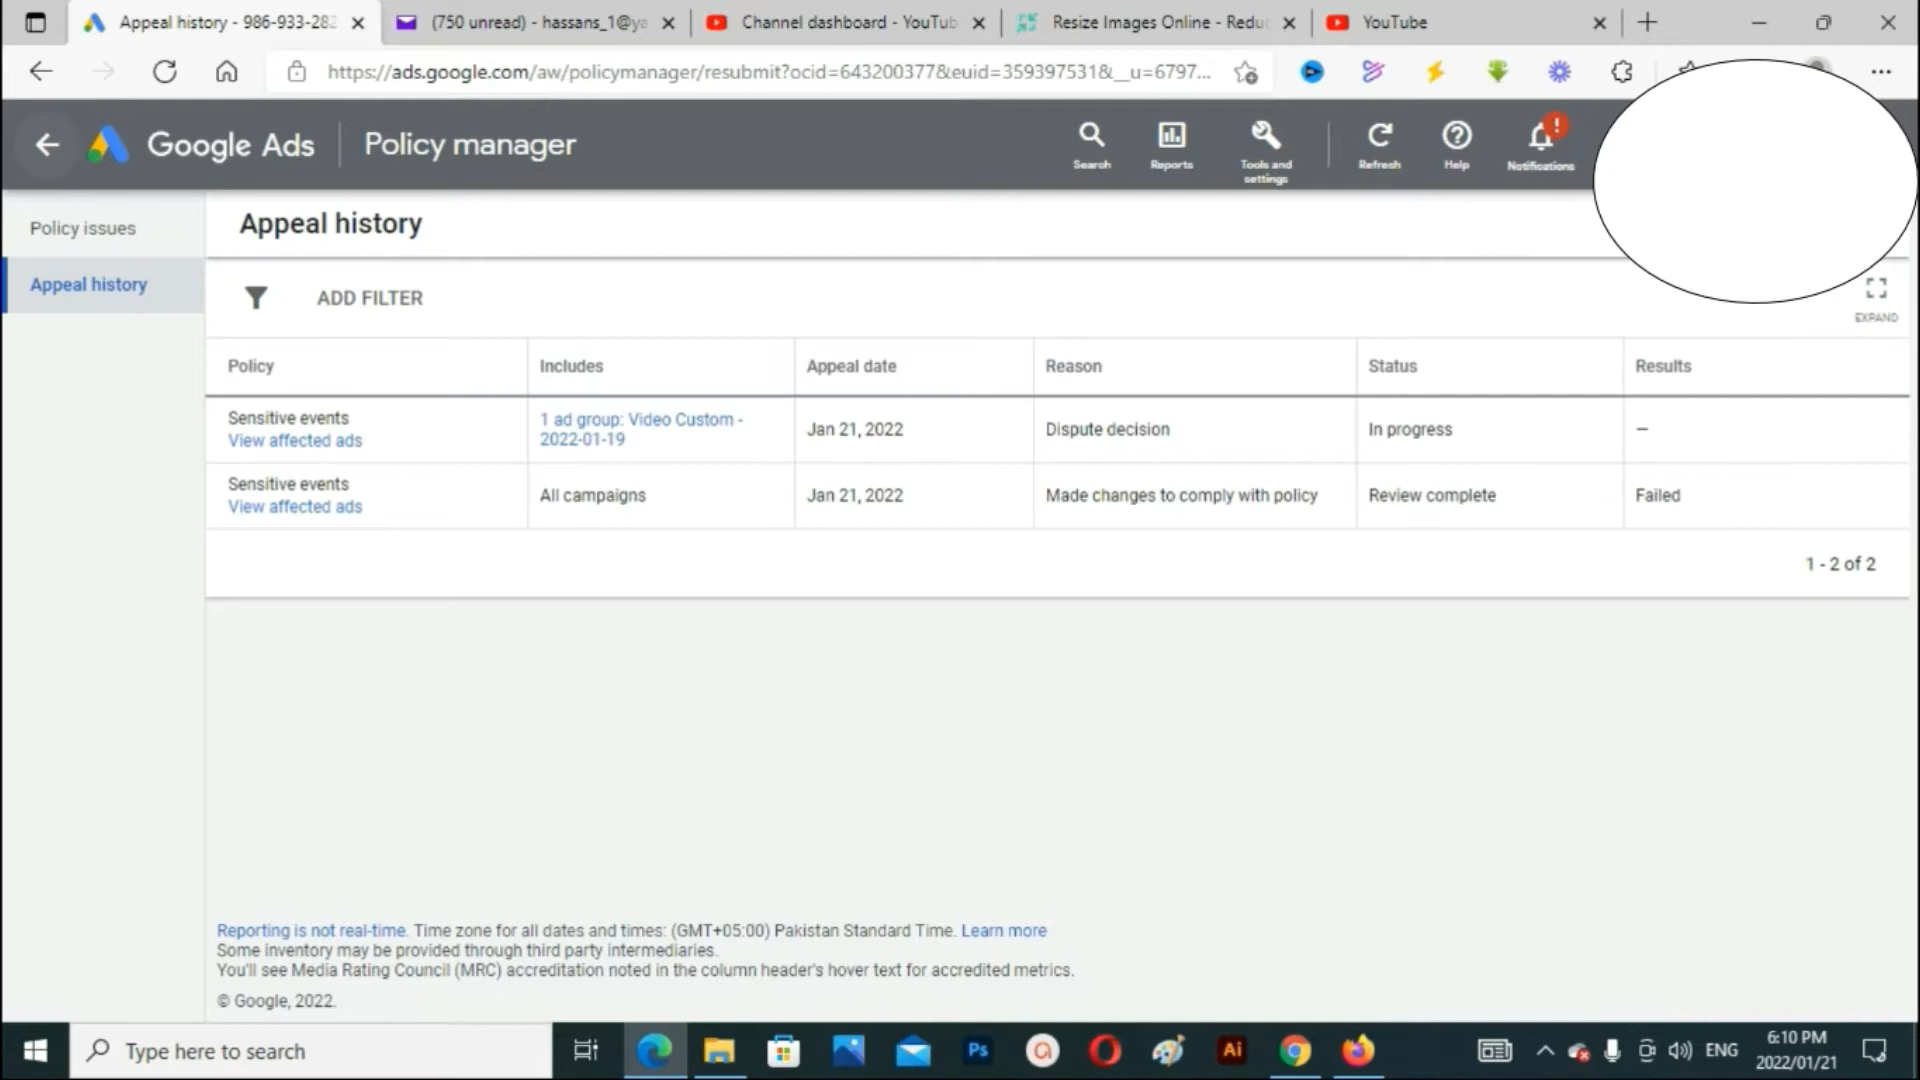 Appeal history - 986-933-282
(750 unread) - hassans_1@ya
Channel dashboard - YouTub
Resize Images Online - Redu
YouTube
https://ads.google.com/aw/policymanager/resubmit?ocid=643200377&euid=359397531&__u=6797...
Google Ads
Policy manager
Search
Reports
Tools and
settings
Refresh
Help
!
Notifications
Policy issues
Appeal history
Appeal history
ADD FILTER
EXPAND
Policy Includes Appeal date Reason Status Results
Sensitive events
View affected ads
1 ad group: Video Custom -
2022-01-19
Jan 21, 2022
Dispute decision
In progress
—
Sensitive events
View affected ads
All campaigns
Jan 21, 2022
Made changes to comply with policy
Review complete
Failed
1 - 2 of 2
Reporting is not real-time. Time zone for all dates and times: (GMT+05:00) Pakistan Standard Time. Learn more
Some inventory may be provided through third party intermediaries.
You'll see Media Rating Council (MRC) accreditation noted in the column header's hover text for accredited metrics.
© Google, 2022.
Type here to search
Ps
Ai
ENG
6:10 PM
2022/01/21